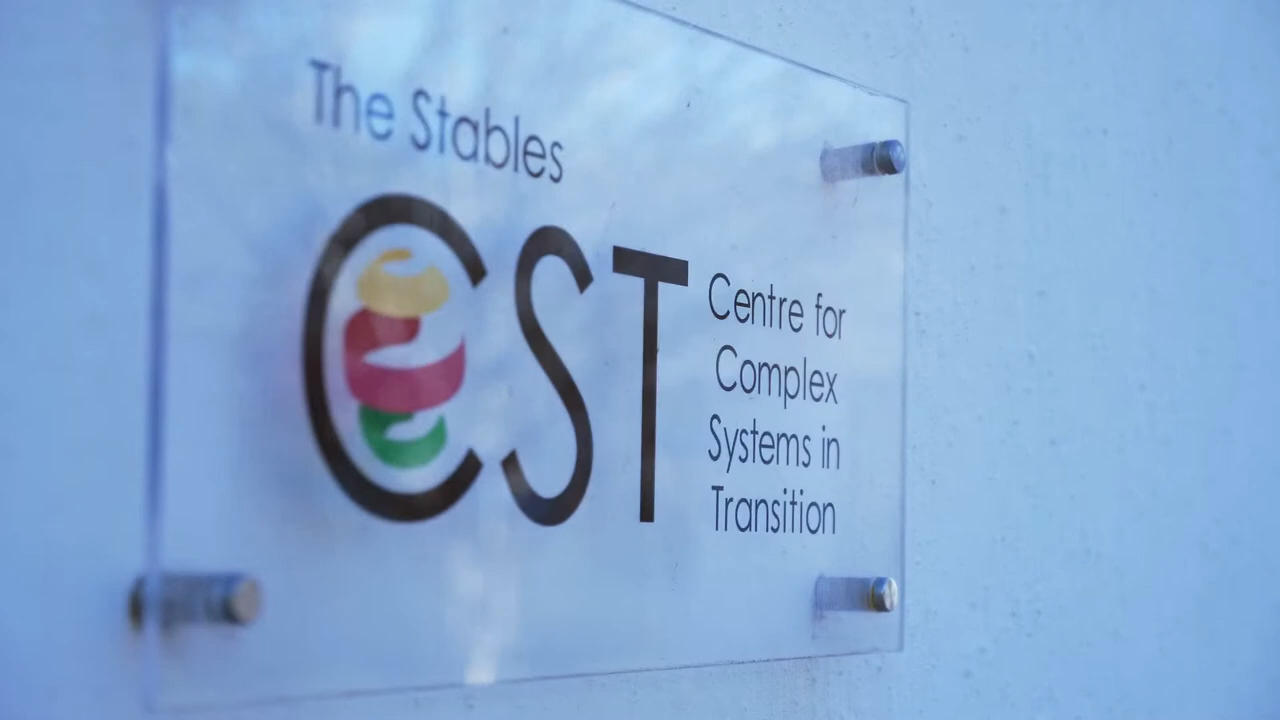 The Stables
CST
Centre for
Complex
Systems in
Transition